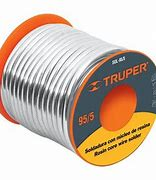 TRUPER
95/5
Soldadura con núcleo de resina
Rosin core wire solder